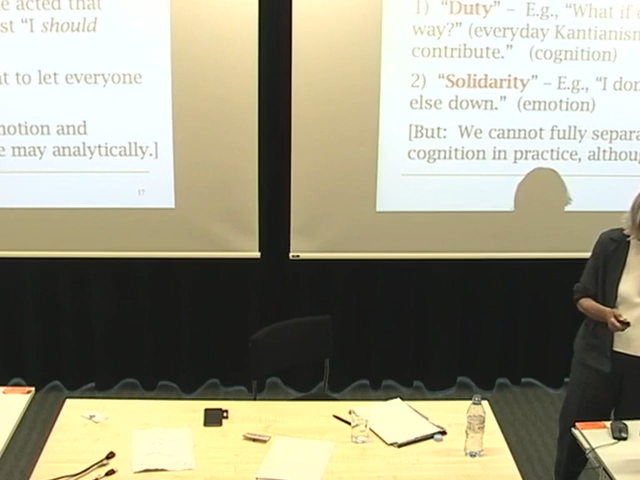 e acted that
st "I should
t to let everyone
notion and
e may analytically.]
17
1) "Duty" – E.g., "What if
way?" (everyday Kantianism
contribute." (cognition)
2) "Solidarity" – E.g., "I don
else down." (emotion)
[But: We cannot fully separa
cognition in practice, althoug